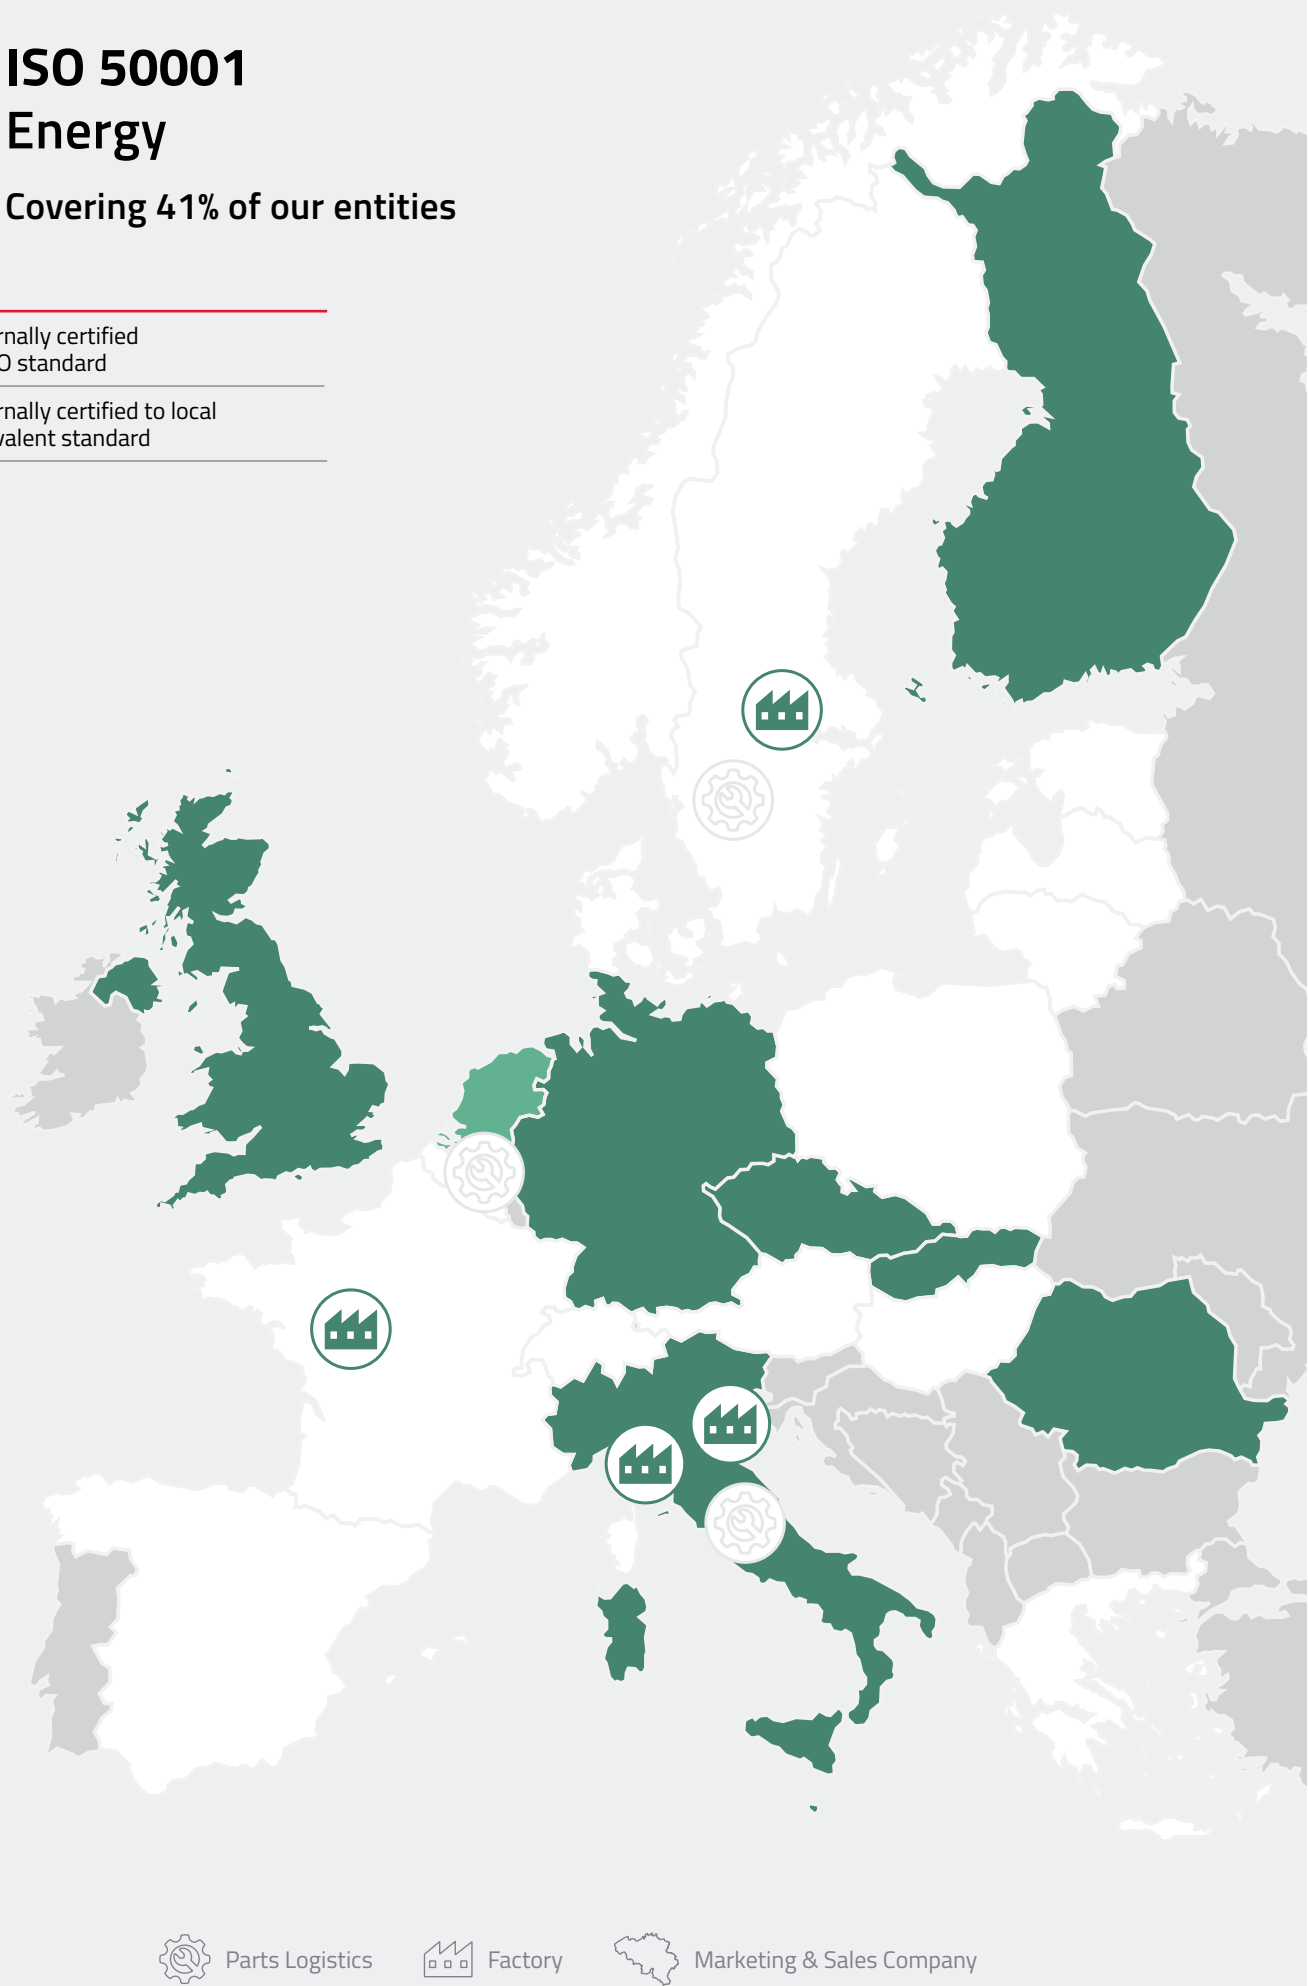 ISO 50001
Energy
Covering 41% of our entities
rnally certified
O standard
rnally certified to local
valent standard
Parts Logistics
Factory
Marketing & Sales Company